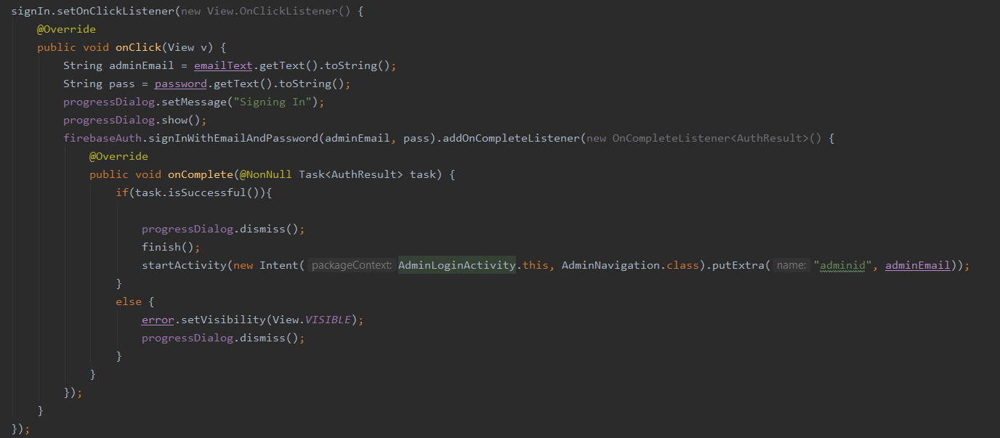 signIn.setOnClickListener(new View.OnClickListener() {
@Override
public void onClick(View v) {
String adminEmail = emailText.getText().toString();
String pass = password.getText().toString();
progressDialog.setMessage("Signing In");
progressDialog.show();
firebaseAuth.signInWithEmailAndPassword(adminEmail, pass).addOnCompleteListener(new OnCompleteListener<AuthResult>() {
@Override
public void onComplete(@NonNull Task<AuthResult> task) {
if(task.isSuccessful()){
progressDialog.dismiss();
finish();
startActivity(new Intent( packageContext: AdminLoginActivity.this, AdminNavigation.class).putExtra( name: "adminid", adminEmail));
}
else {
error.setVisibility(View.VISIBLE);
progressDialog.dismiss();
}
}
});
}
});